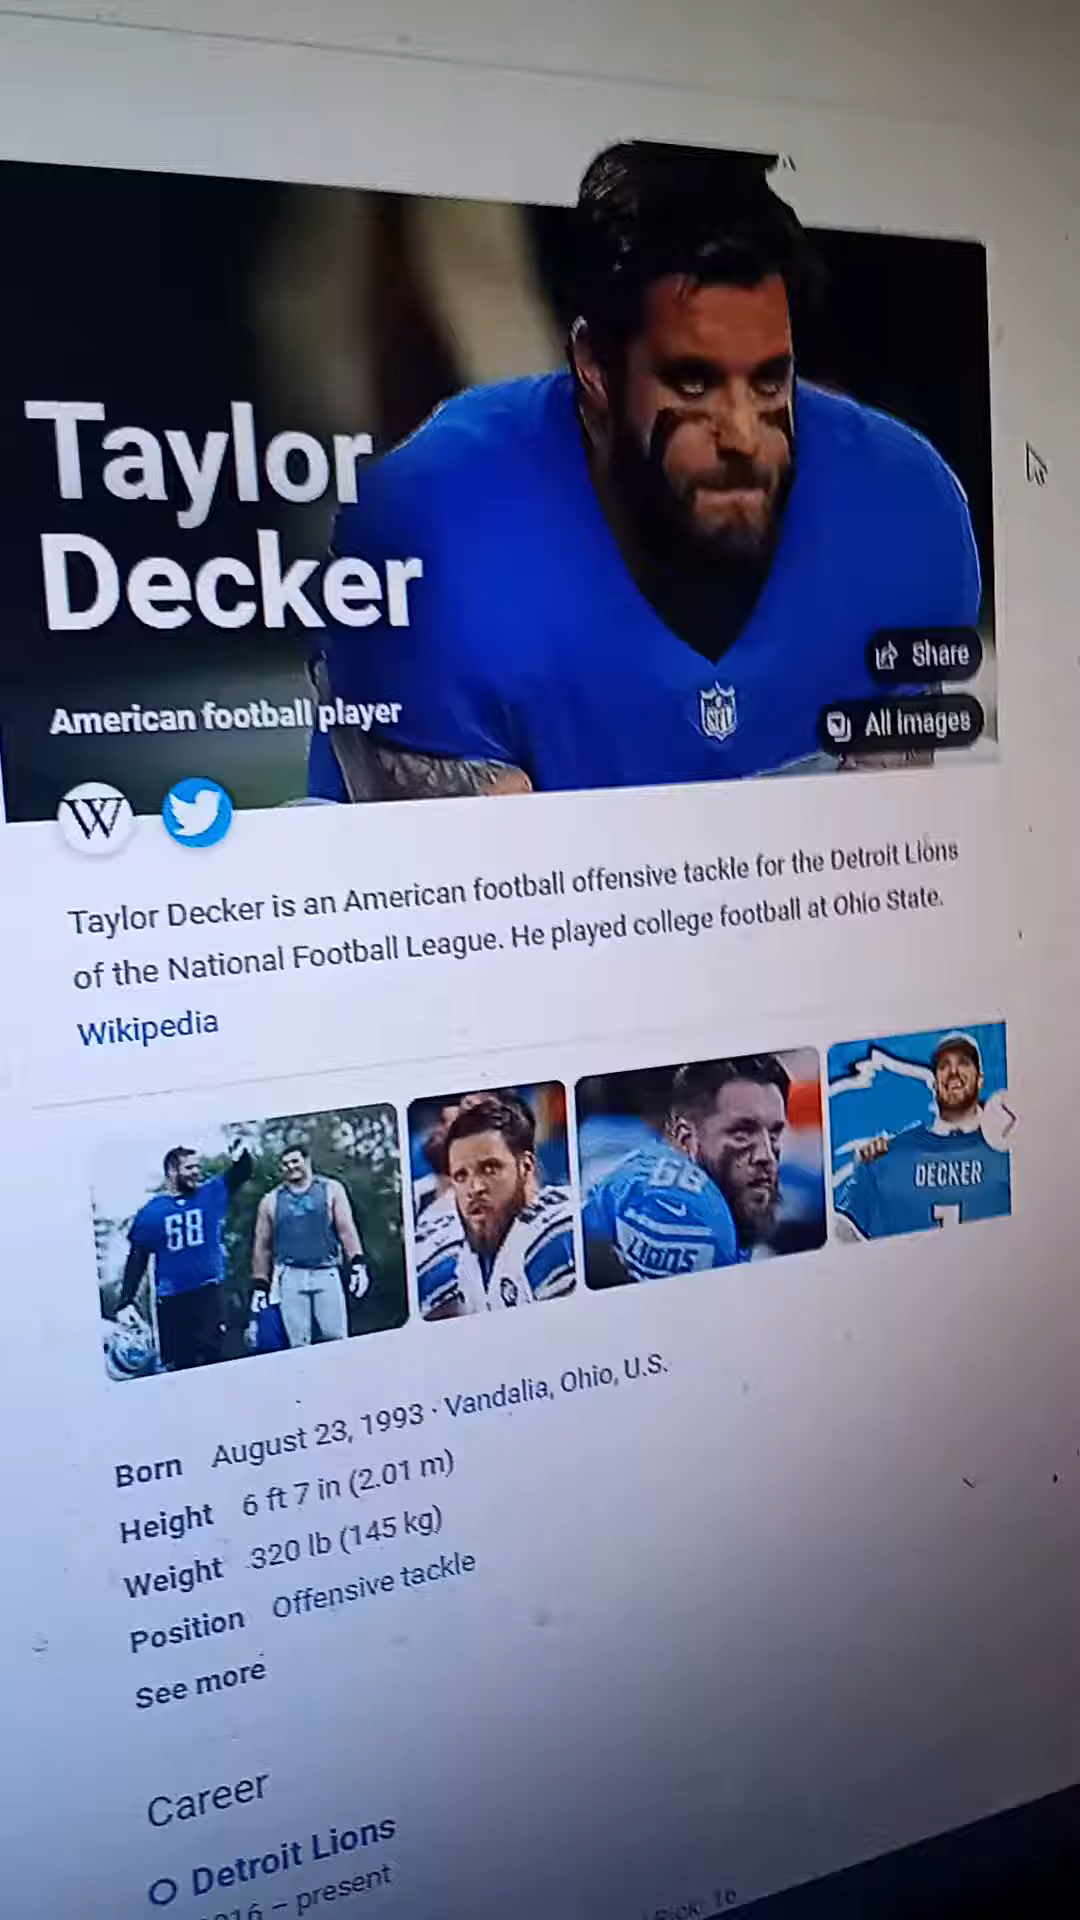 Taylor
Decker
American football player
Share
All images
W
Taylor Decker is an American football offensive tackle for the Detroit Lions
of the National Football League. He played college football at Ohio State.
Wikipedia
68
68
LIONS
DECKER
Born August 23, 1993 · Vandalia, Ohio, U.S.
Height 6 ft 7 in (2.01 m)
Weight 320 lb (145 kg)
Position Offensive tackle
See more
Career
Detroit Lions
– present
16